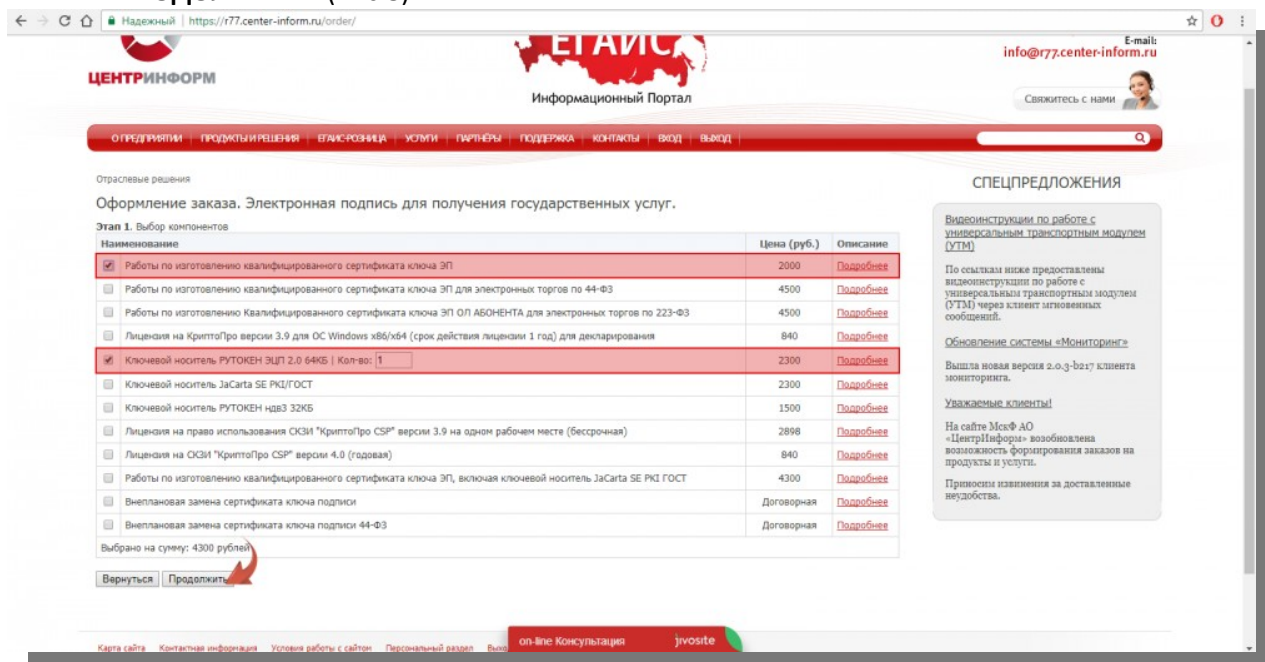 Надежный | https://r77.center-inform.ru/order/
ЦЕНТРИНФОРМ
ЕГАИС
Информационный Портал
E-mail:
info@r77.center-inform.ru
Свяжитесь с нами
О ПРЕДПРИЯТИИ | ПРОДУКТЫ И РЕШЕНИЯ | ЕГАИС-РОЗНИЦА | УСЛУГИ | ПАРТНЁРЫ | ПОДДЕРЖКА | КОНТАКТЫ | ВХОД | ВЫХОД
Отраслевые решения
Оформление заказа. Электронная подпись для получения государственных услуг.
Этап 1. Выбор компонентов
Наименование Цена (руб.) Описание
Работы по изготовлению квалифицированного сертификата ключа ЭП 2000 Подробнее
Работы по изготовлению квалифицированного сертификата ключа ЭП для электронных торгов по 44-ФЗ 4500 Подробнее
Работы по изготовлению Квалифицированного сертификата ключа ЭП ОЛ АБОНЕНТА для электронных торгов по 223-ФЗ 4500 Подробнее
Лицензия на КриптоПро версии 3.9 для ОС Windows x86/x64 (срок действия лицензии 1 год) для декларирования 840 Подробнее
Ключевой носитель РУТОКЕН ЭЦП 2.0 64КБ | Кол-во: 1 2300 Подробнее
Ключевой носитель JaCarta SE PKI/ГОСТ 2300 Подробнее
Ключевой носитель РУТОКЕН ндв3 32КБ 1500 Подробнее
Лицензия на право использования СКЗИ "КриптоПро CSP" версии 3.9 на одном рабочем месте (бессрочная) 2898 Подробнее
Лицензия на СКЗИ "КриптоПро CSP" версии 4.0 (годовая) 840 Подробнее
Работы по изготовлению квалифицированного сертификата ключа ЭП, включая ключевой носитель JaCarta SE PKI ГОСТ 4300 Подробнее
Внеплановая замена сертификата ключа подписи Договорная Подробнее
Внеплановая замена сертификата ключа подписи 44-ФЗ Договорная Подробнее
Выбрано на сумму: 4300 рублей
Вернуться Продолжить
СПЕЦПРЕДЛОЖЕНИЯ
Видеоинструкции по работе с
универсальным транспортным модулем
(УТМ)
По ссылкам ниже предоставлены
видеоинструкции по работе с
универсальным транспортным модулем
(УТМ) через клиент мгновенных
сообщений.
Обновление системы «Мониторинг»
Вышла новая версия 2.0.3-b217 клиента
мониторинга.
Уважаемые клиенты!
На сайте МскФ АО
«ЦентрИнформ» возобновлена
возможность формирования заказов на
продукты и услуги.
Приносим извинения за доставленные
неудобства.
Карта сайта Контактная информация Условия работы с сайтом Персональный раздел
on-line Консультация jivosite